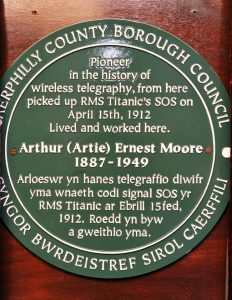 CAERPHILLY COUNTY BOROUGH COUNCIL
Pioneer
in the history of
wireless telegraphy, from here
picked up RMS Titanic's SOS on
April 15th, 1912
Lived and worked here.
Arthur (Artie) Ernest Moore
1887-1949
Arloeswr yn hanes telegraffio diwifr
yma wnaeth codi signal SOS yr
RMS Titanic ar Ebrill 15fed,
1912. Roedd yn byw
a gweithio yma.
CYNGOR BWRDEISTREF SIROL CAERFFILI